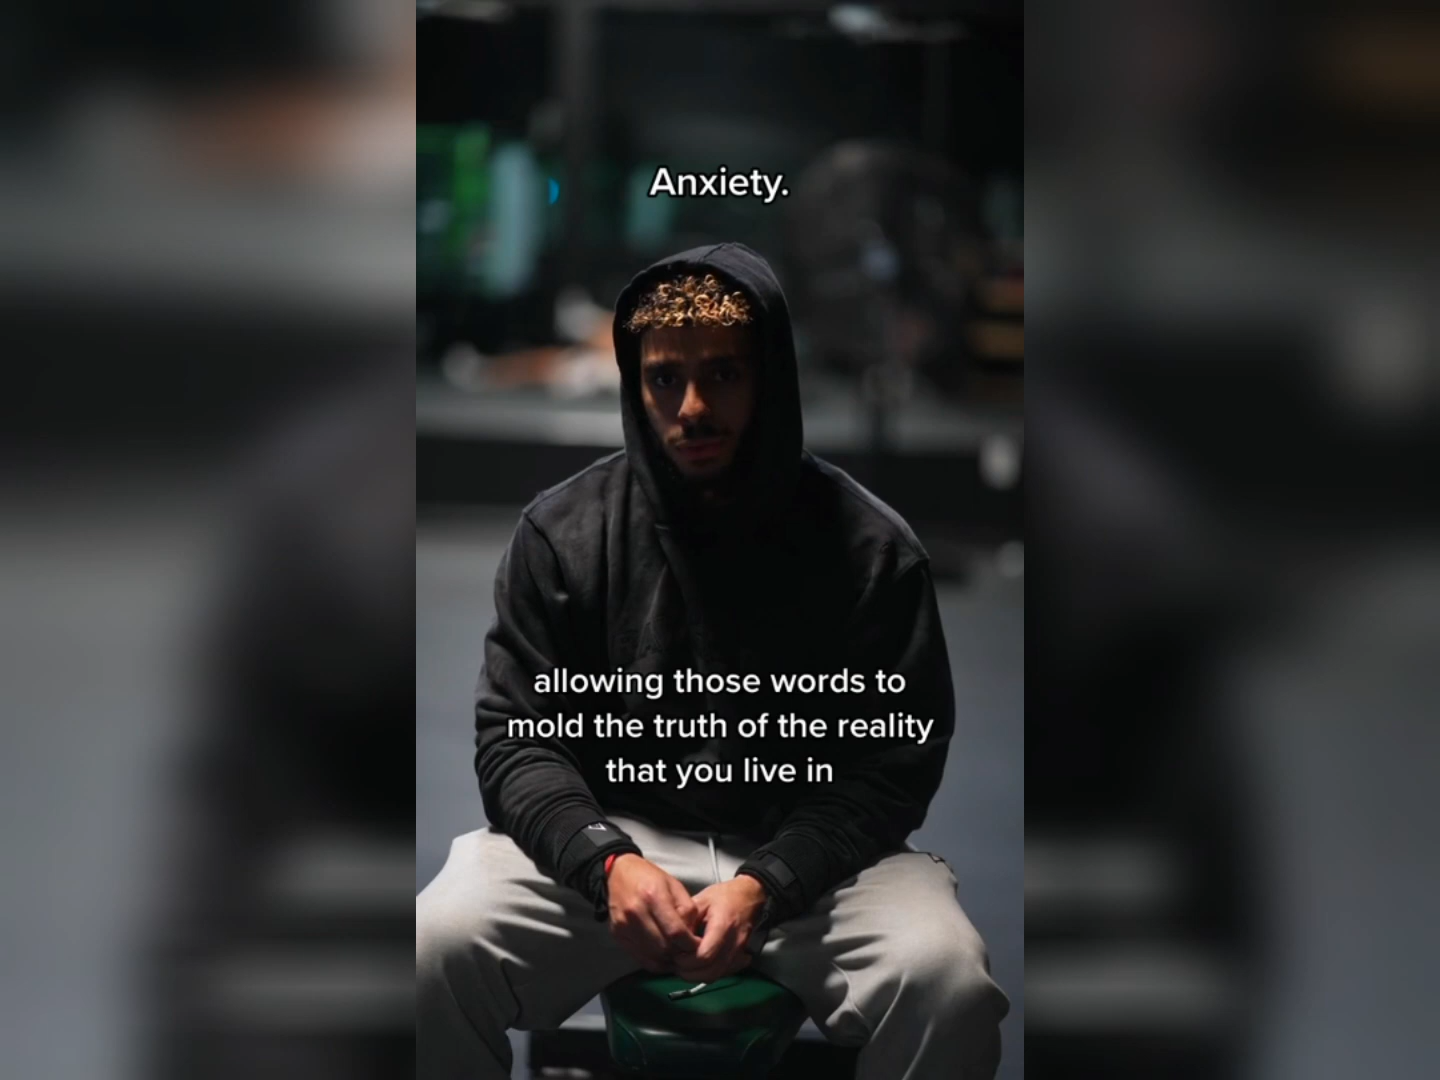 Anxiety.
allowing those words to
mold the truth of the reality
that you live in